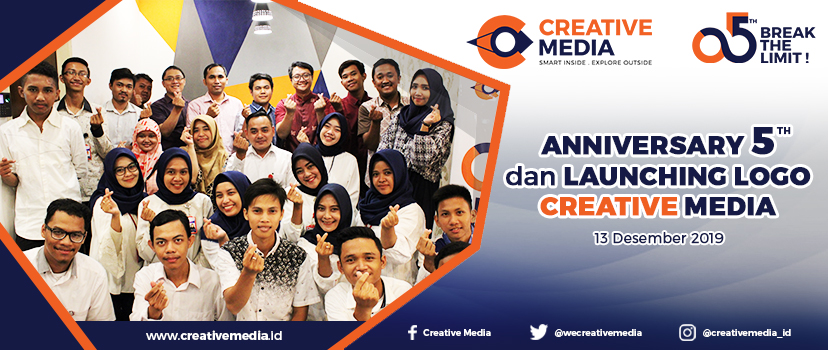 CREATIVE
MEDIA
SMART INSIDE . EXPLORE OUTSIDE
5TH BREAK
THE
LIMIT !
ANNIVERSARY 5TH
dan LAUNCHING LOGO
CREATIVE MEDIA
13 Desember 2019
www.creativemedia.id
Creative Media
@wecreativemedia
@creativemedia_id